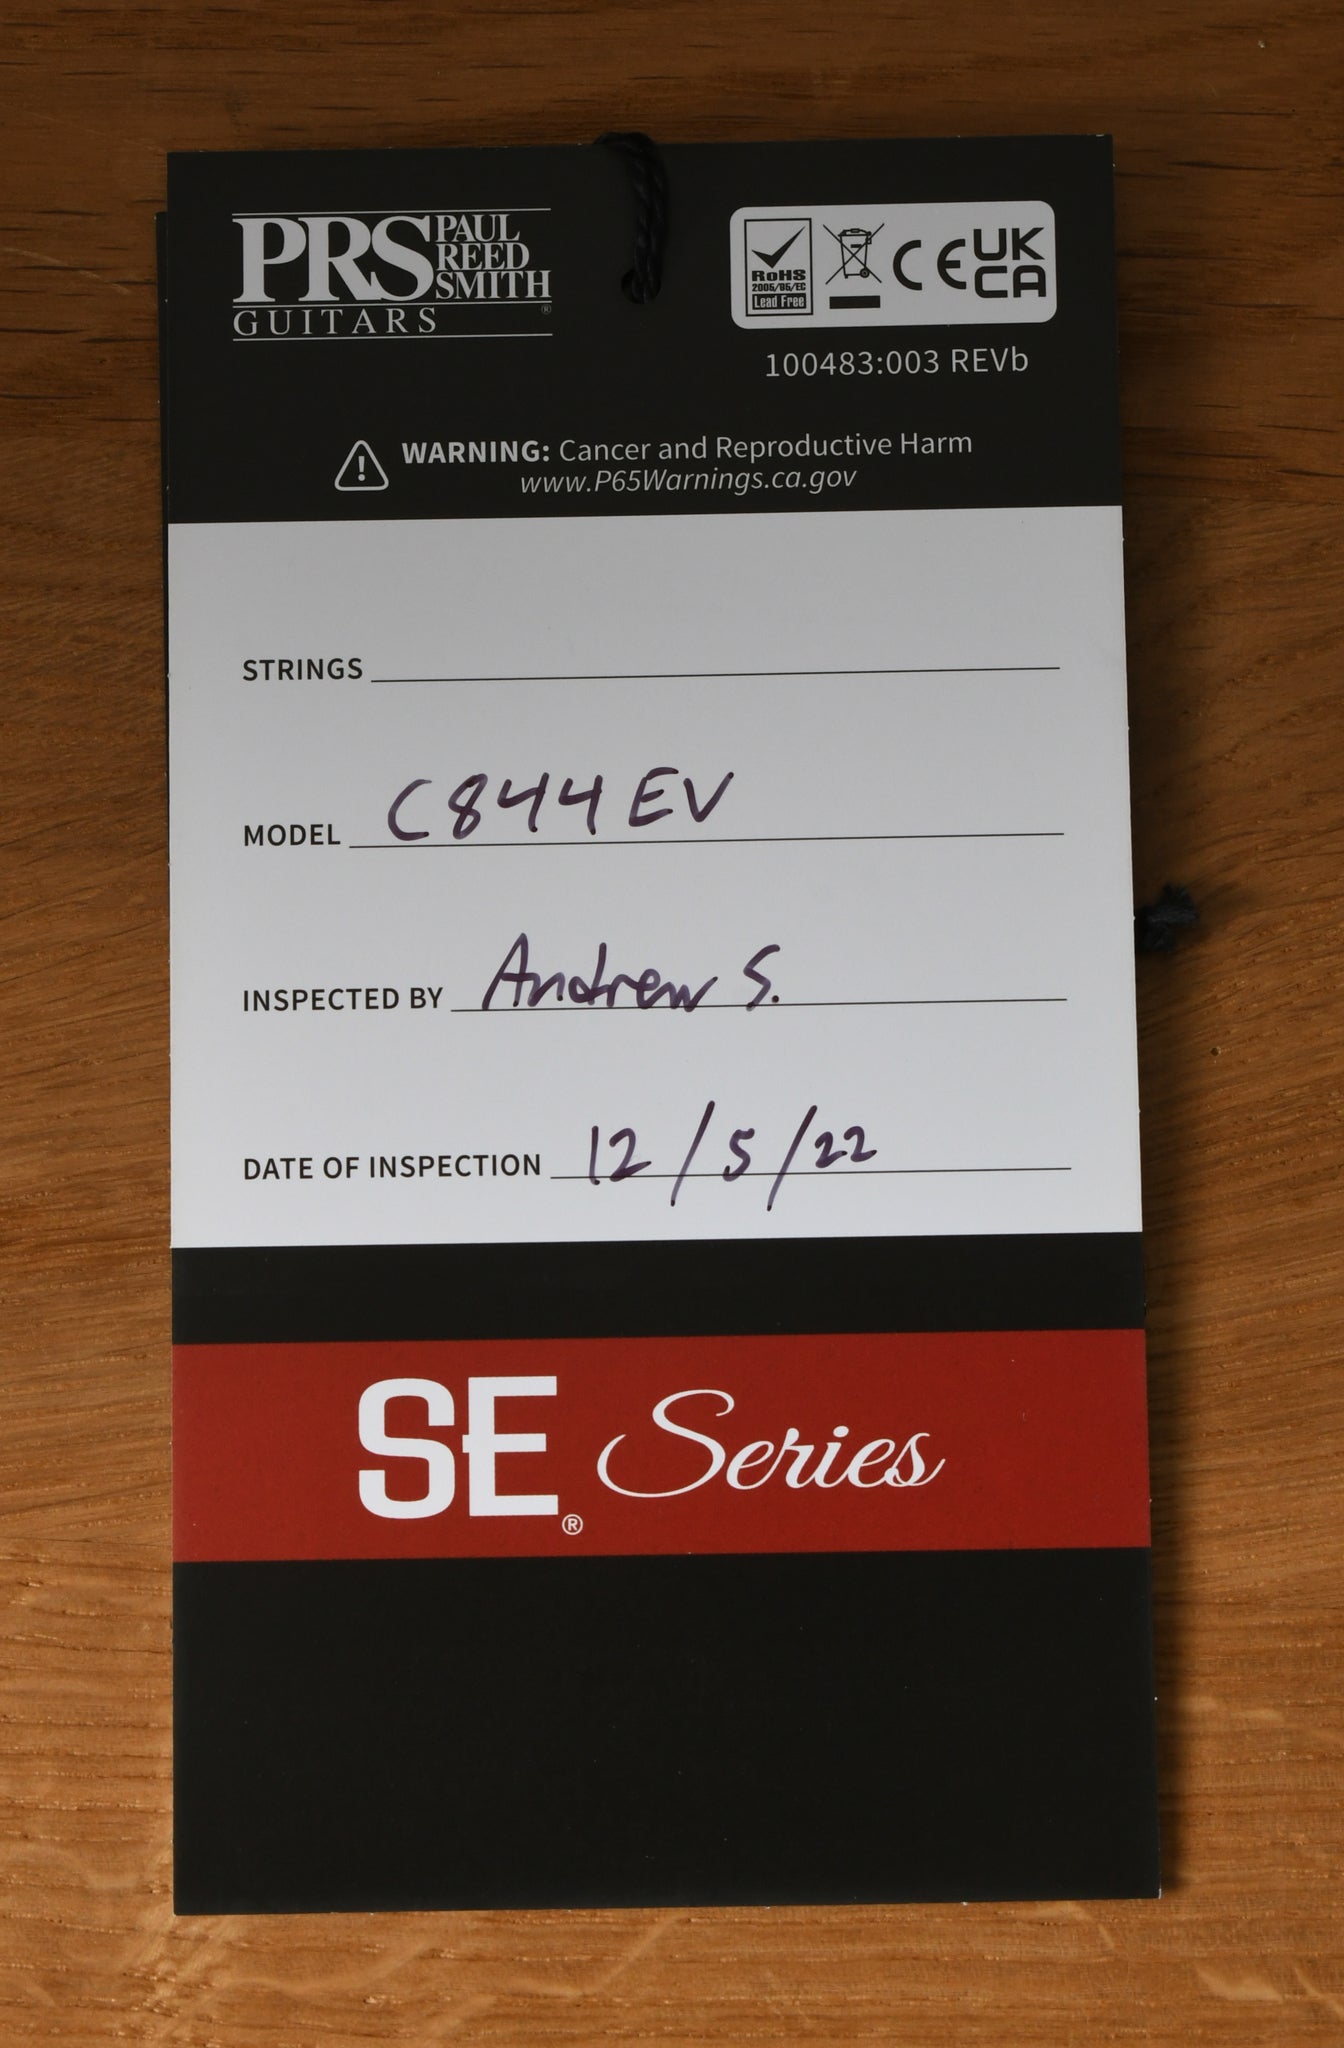 PRS PAUL REED SMITH ®
GUITARS
RoHS
2005/95/EC
Lead Free
CE
UK
CA
100483:003 REVb
WARNING: Cancer and Reproductive Harm
www.P65Warnings.ca.gov
STRINGS
MODEL C844EV
INSPECTED BY Andrew S.
DATE OF INSPECTION 12/5/22
SE® Series